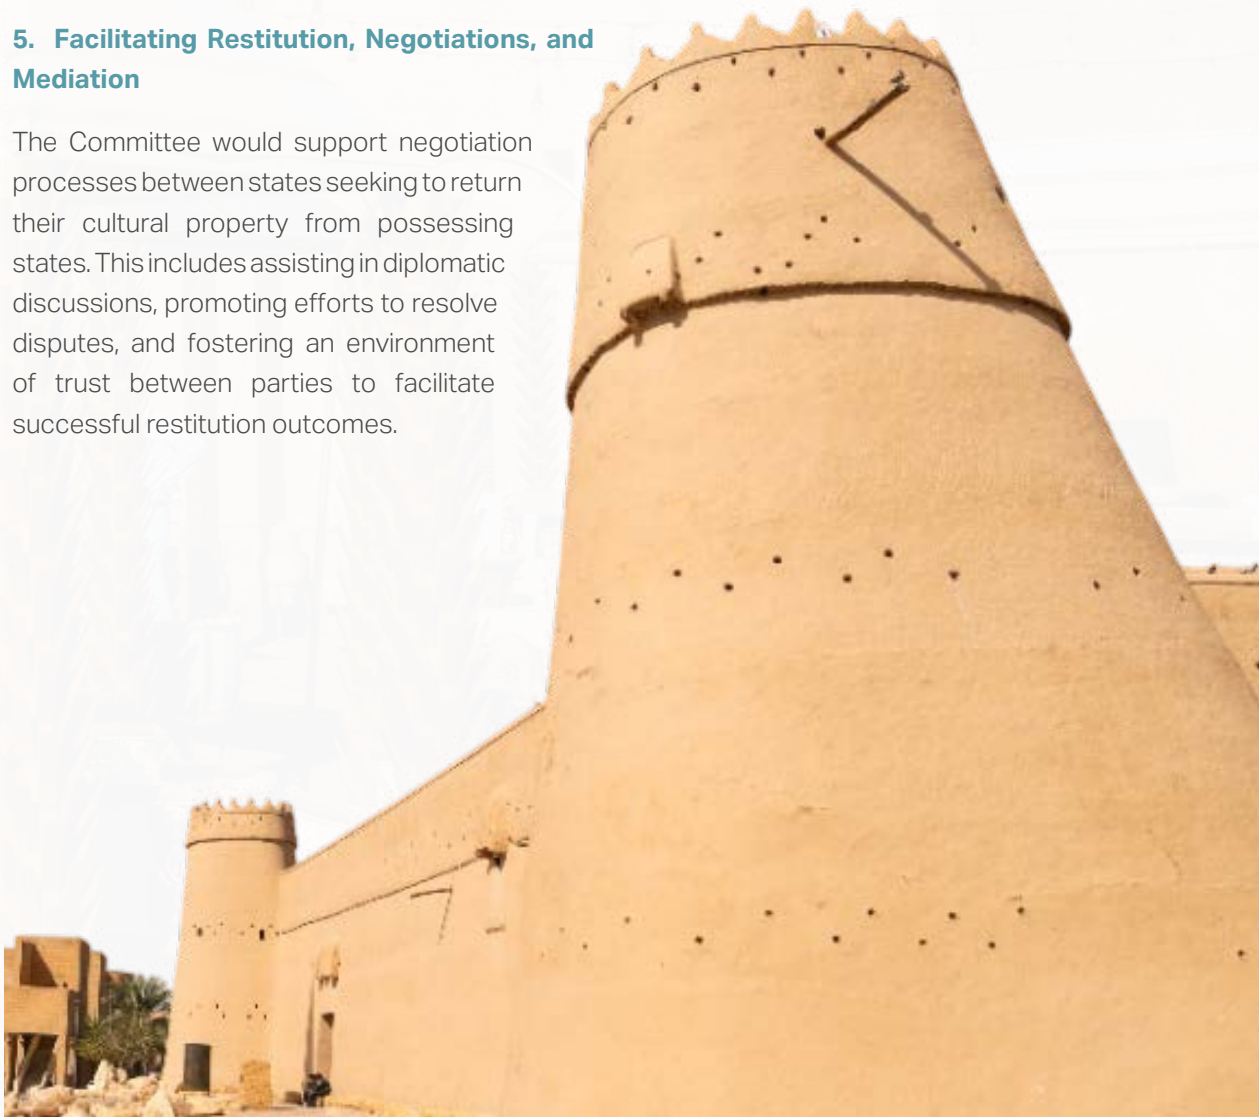 5. Facilitating Restitution, Negotiations, and
Mediation
The Committee would support negotiation
processes between states seeking to return
their cultural property from possessing
states. This includes assisting in diplomatic
discussions, promoting efforts to resolve
disputes, and fostering an environment
of trust between parties to facilitate
successful restitution outcomes.